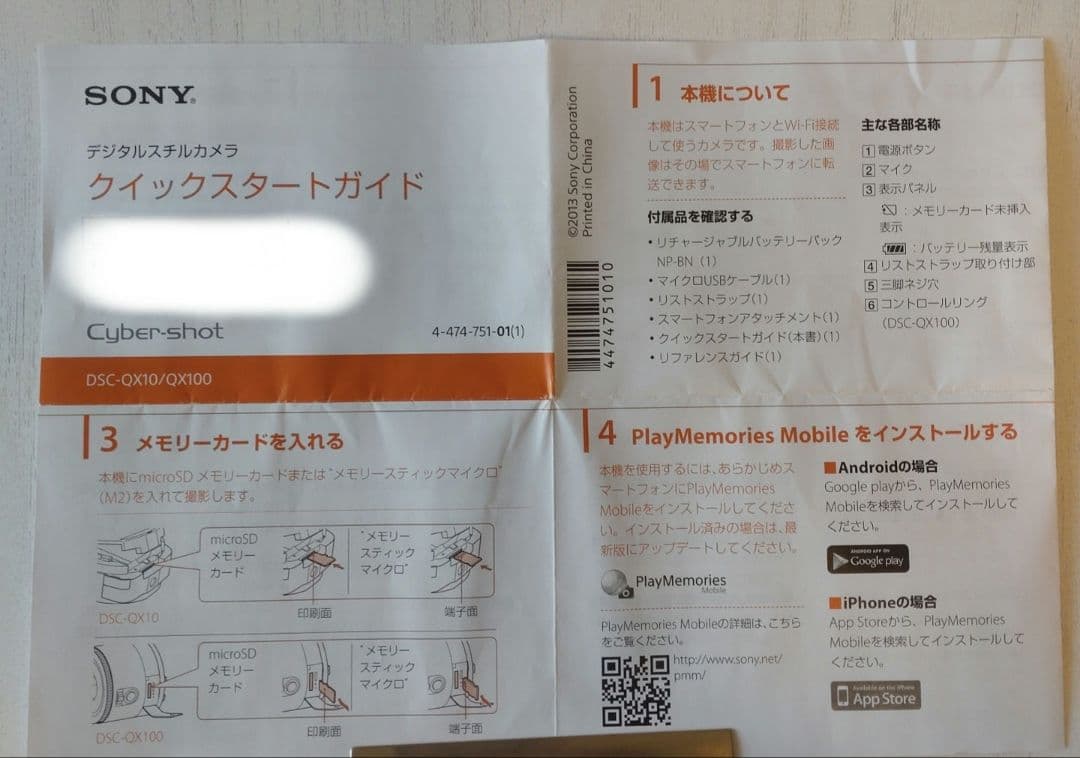 SONY®
デジタルスチルカメラ
クイックスタートガイド
Cyber-shot
4-474-751-01(1)
DSC-QX10/QX100
©2013 Sony Corporation
Printed in China
4474751010
1 本機について
本機はスマートフォンとWi-Fi接続
して使うカメラです。撮影した画
像はその場でスマートフォンに転
送できます。
付属品を確認する
• リチャージャブルバッテリーパック
NP-BN（1）
• マイクロUSBケーブル(1)
• リストストラップ(1)
• スマートフォンアタッチメント(1)
• クイックスタートガイド(本書)(1)
• リファレンスガイド(1)
主な各部名称
1 電源ボタン
2 マイク
3 表示パネル
：メモリーカード未挿入
表示
：バッテリー残量表示
4 リストストラップ取り付け部
5 三脚ネジ穴
6 コントロールリング
（DSC-QX100）
3 メモリーカードを入れる
本機にmicroSD メモリーカードまたは“メモリースティックマイクロ”
（M2）を入れて撮影します。
microSD
メモリー
カード
印刷面
“メモリー
スティック
マイクロ”
端子面
DSC-QX10
microSD
メモリー
カード
印刷面
“メモリー
スティック
マイクロ”
端子面
DSC-QX100
4 PlayMemories Mobile をインストールする
本機を使用するには、あらかじめス
マートフォンにPlayMemories
Mobileをインストールしてくださ
い。インストール済みの場合は、最
新版にアップデートしてください。
PlayMemories
Mobile
PlayMemories Mobileの詳細は、こちら
をご覧ください。
http://www.sony.net/
pmm/
■Androidの場合
Google playから、PlayMemories
Mobileを検索してインストールして
ください。
ANDROID APP ON
Google play
■iPhoneの場合
App Storeから、PlayMemories
Mobileを検索してインストールして
ください。
Available on the iPhone
App Store